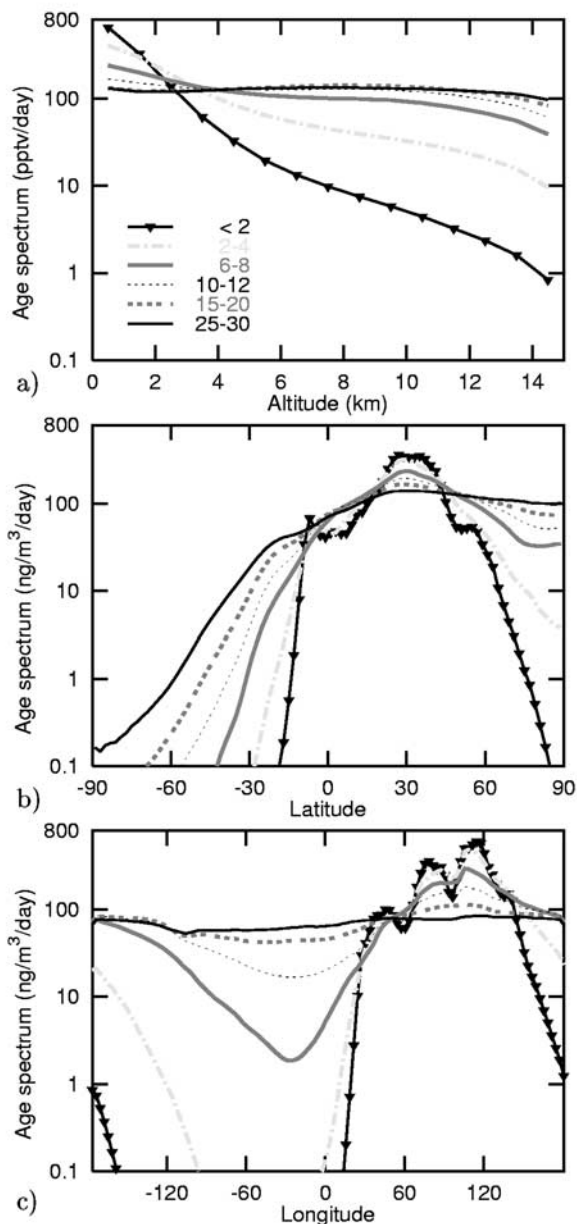 800
100
10
1
0.1
Age spectrum (pptv/day)
< 2
2-4
6-8
10-12
15-20
25-30
a)
0 2 4 6 8 10 12 14
Altitude (km)
800
100
10
1
0.1
Age spectrum (ng/m³/day)
b)
-90 -60 -30 0 30 60 90
Latitude
800
100
10
1
0.1
Age spectrum (ng/m³/day)
c)
-120 -60 0 60 120
Longitude